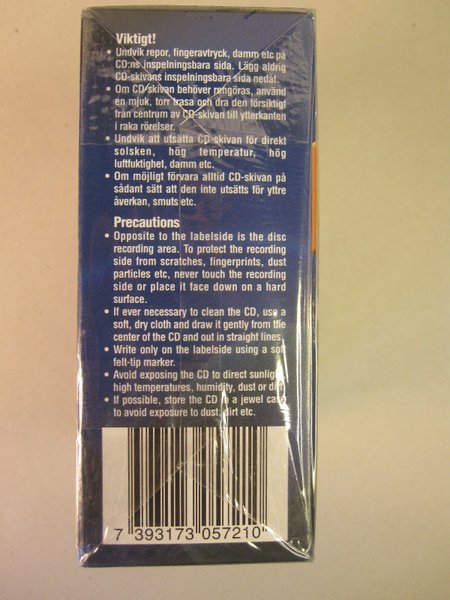 Viktigt!
• Undvik repor, fingeravtryck, damm etc på
CD:ns inspelningsbara sida. Lägg aldrig
CD-skivans inspelningsbara sida nedåt.
• Om CD-skivan behöver rengöras, använd
en mjuk, torr trasa och dra den försiktigt
från centrum av CD-skivan till ytterkanten
i raka rörelser.
• Undvik att utsätta CD-skivan för direkt
solsken, hög temperatur, hög
luftfuktighet, damm etc.
• Om möjligt förvara alltid CD-skivan på
sådant sätt att den inte utsätts för yttre
åverkan, smuts etc.
Precautions
• Opposite to the labelside is the disc
recording area. To protect the recording
side from scratches, fingerprints, dust
particles etc, never touch the recording
side or place it face down on a hard
surface.
• If ever necessary to clean the CD, use a
soft, dry cloth and draw it gently from the
center of the CD and out in straight lines.
• Write only on the labelside using a soft
felt-tip marker.
• Avoid exposing the CD to direct sunlight,
high temperatures, humidity, dust or dirt.
• If possible, store the CD in a jewel case
to avoid exposure to dust, dirt etc.
7 393173 057210